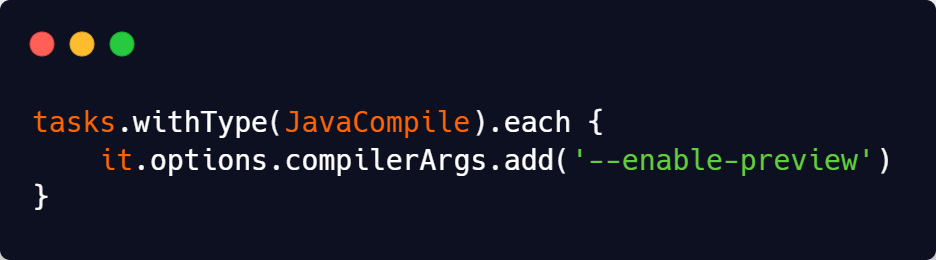 tasks.withType(JavaCompile).each {
    it.options.compilerArgs.add('--enable-preview')
}